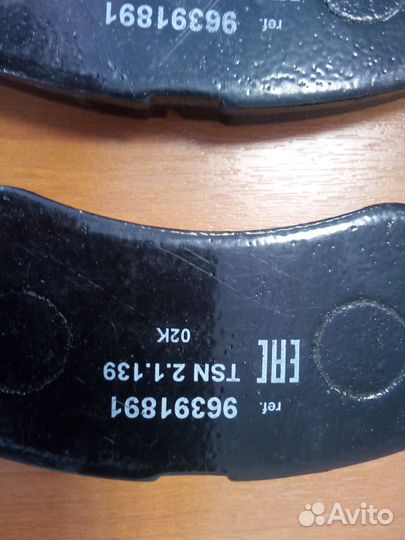 ref. 96391891
ref. 96391891
TSN 2.1.139 EAC
02K
Avito